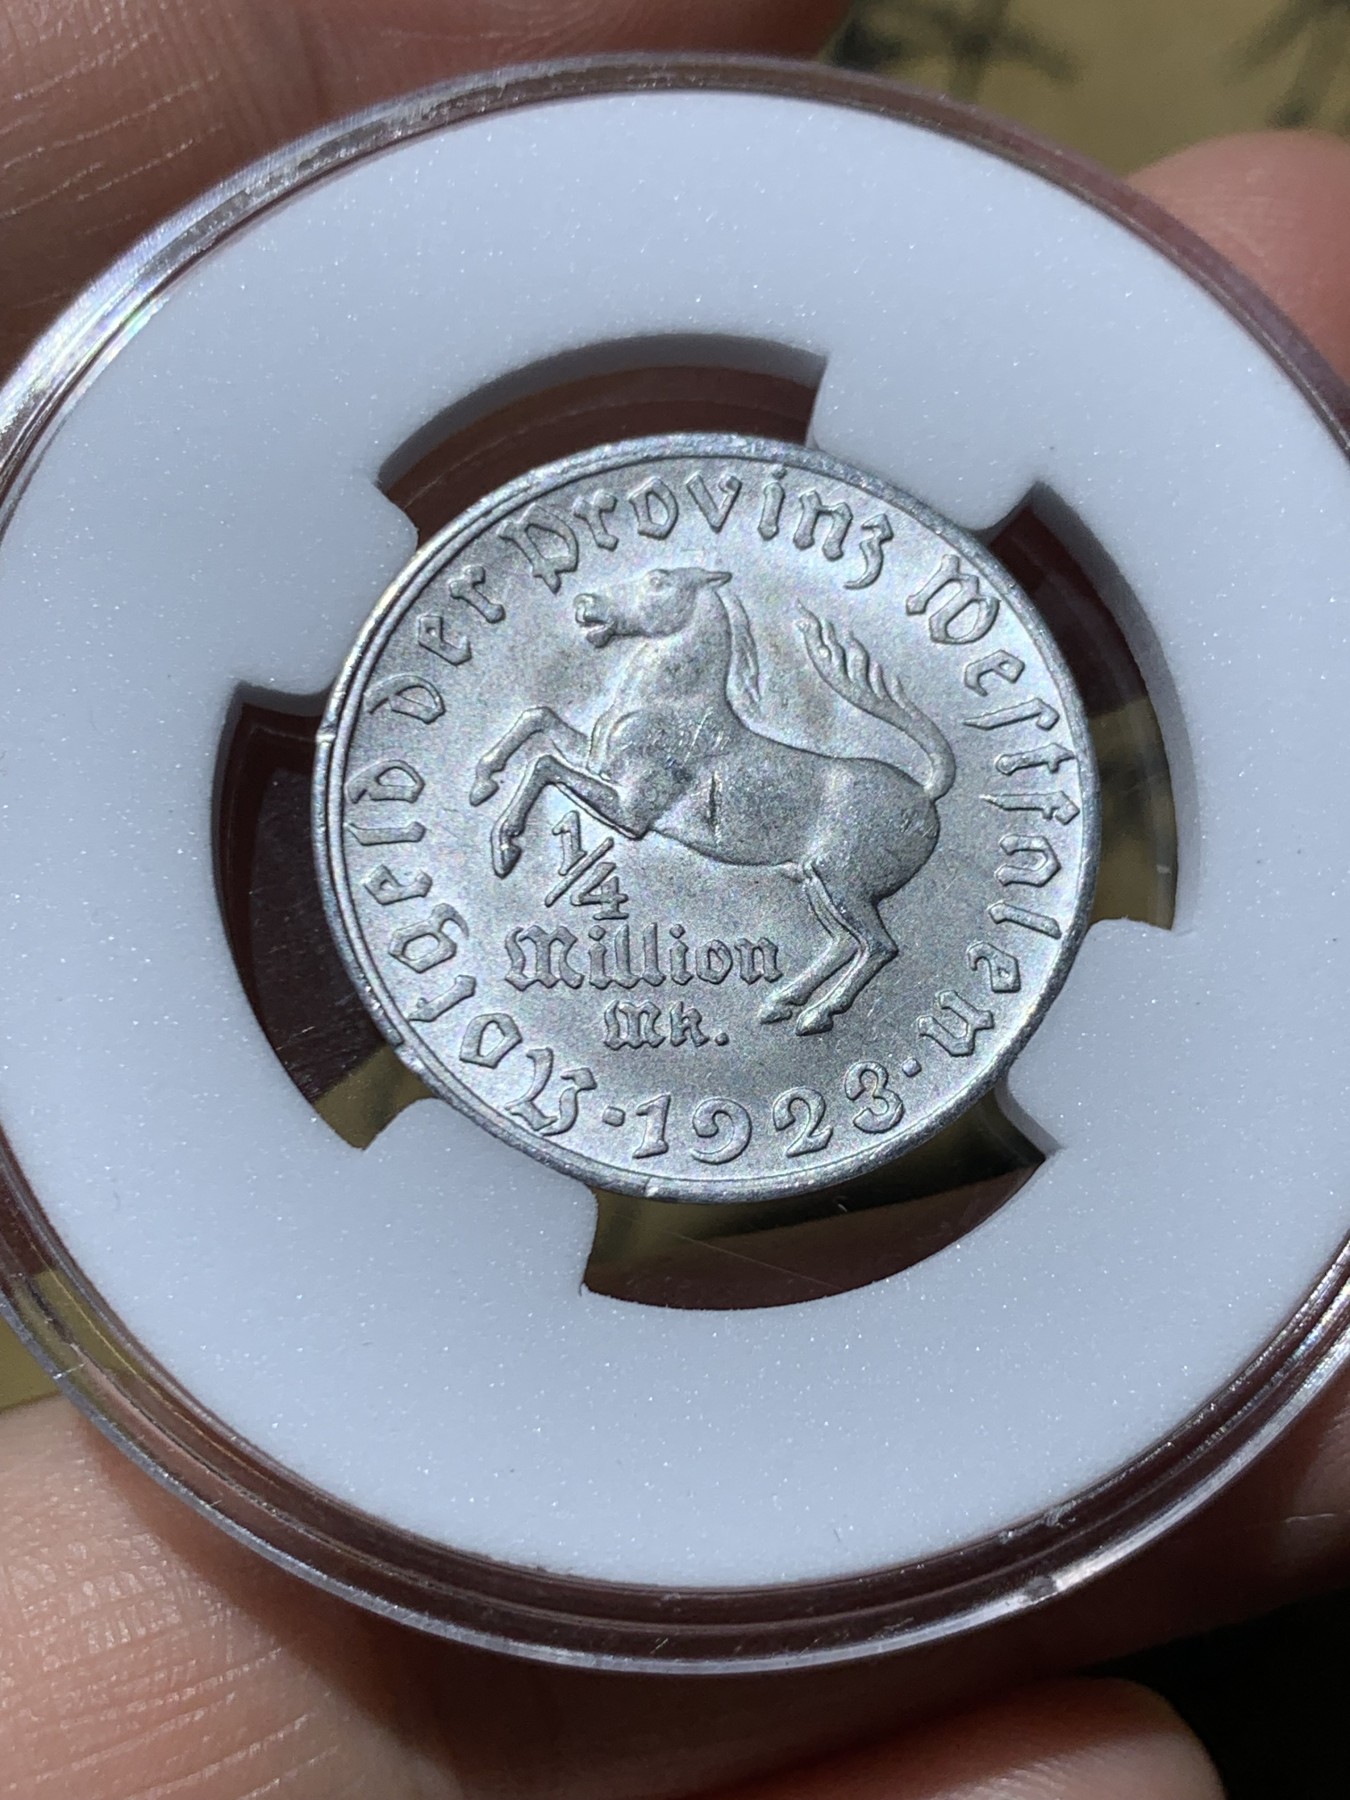 Notgeld der Provinz Westfalen
1/4
Million
Mk.
·1923·